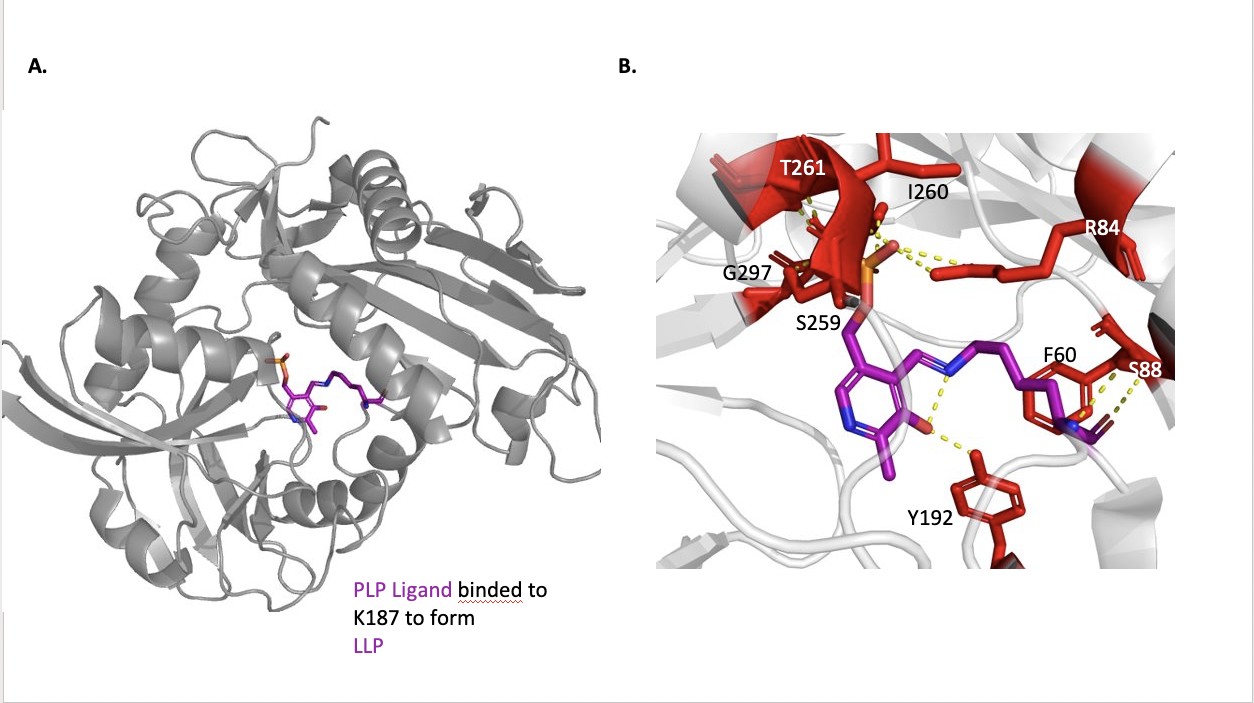 A.
B.
T261
I260
R84
G297
S259
F60
S88
Y192
PLP Ligand binded to
K187 to form
LLP